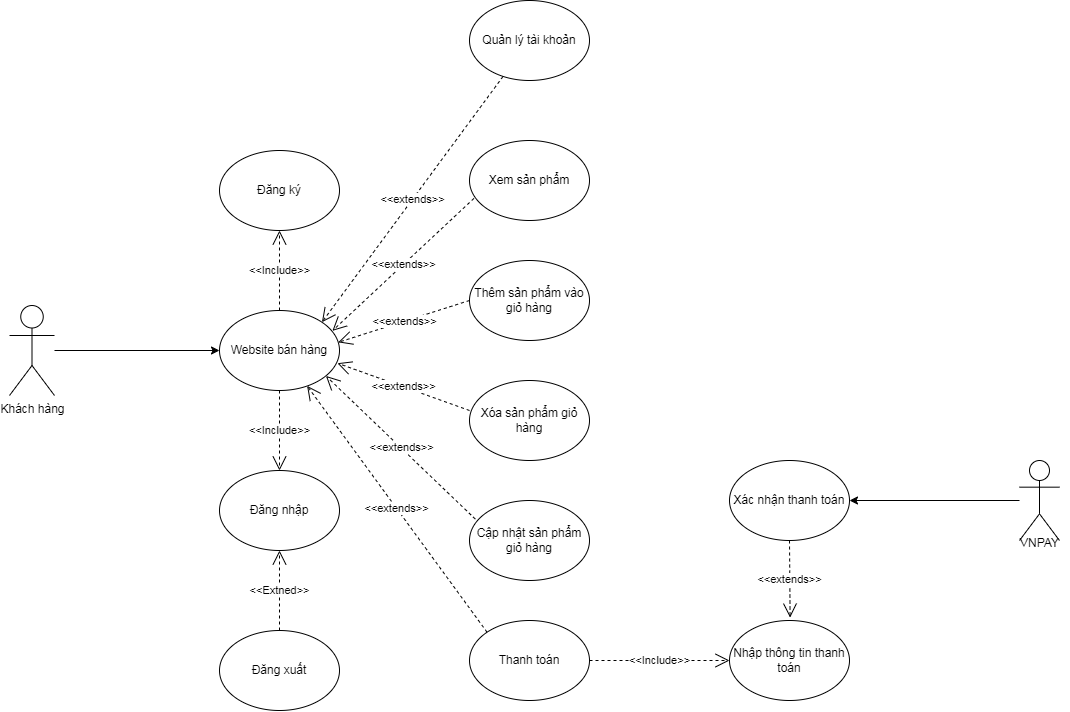 Quản lý tài khoản
Xem sản phẩm
Đăng ký
<<extends>>
<<Include>>
<<extends>>
Thêm sản phẩm vào
giỏ hàng
<<extends>>
Website bán hàng
Khách hàng
<<extends>>
Xóa sản phẩm giỏ
hàng
<<Include>>
<<extends>>
Đăng nhập
<<extends>>
Cập nhật sản phẩm
giỏ hàng
Xác nhận thanh toán
VNPAY
<<Extned>>
<<extends>>
Đăng xuất
Thanh toán
<<Include>>
Nhập thông tin thanh
toán